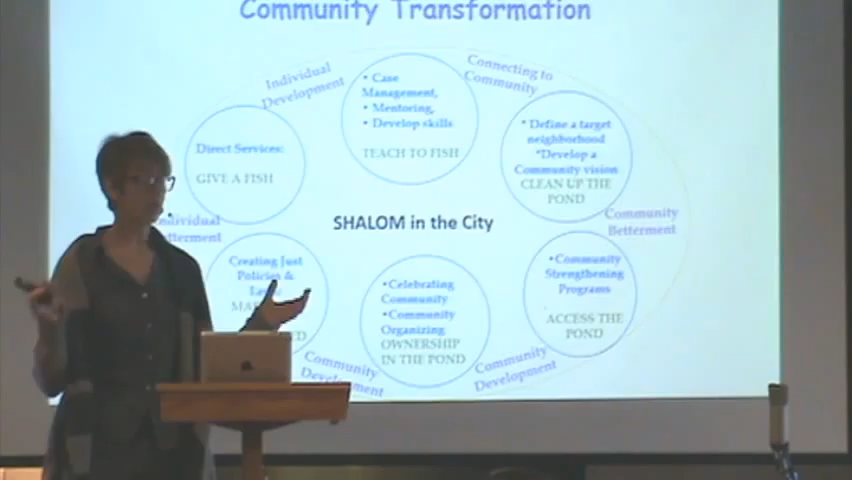 Community Transformation
Individual
Development
• Case
Management,
• Mentoring,
• Develop skills
TEACH TO FISH
Connecting to
Community
Direct Services:
GIVE A FISH
• Define a target
neighborhood
*Develop a
Community vision
CLEAN UP THE
POND
SHALOM in the City
Community
Betterment
Creating Just
Policies &
•Celebrating
Community
•Community
Organizing
OWNERSHIP
IN THE POND
•Community
Strengthening
Programs
ACCESS THE
POND
Community
Community
Development